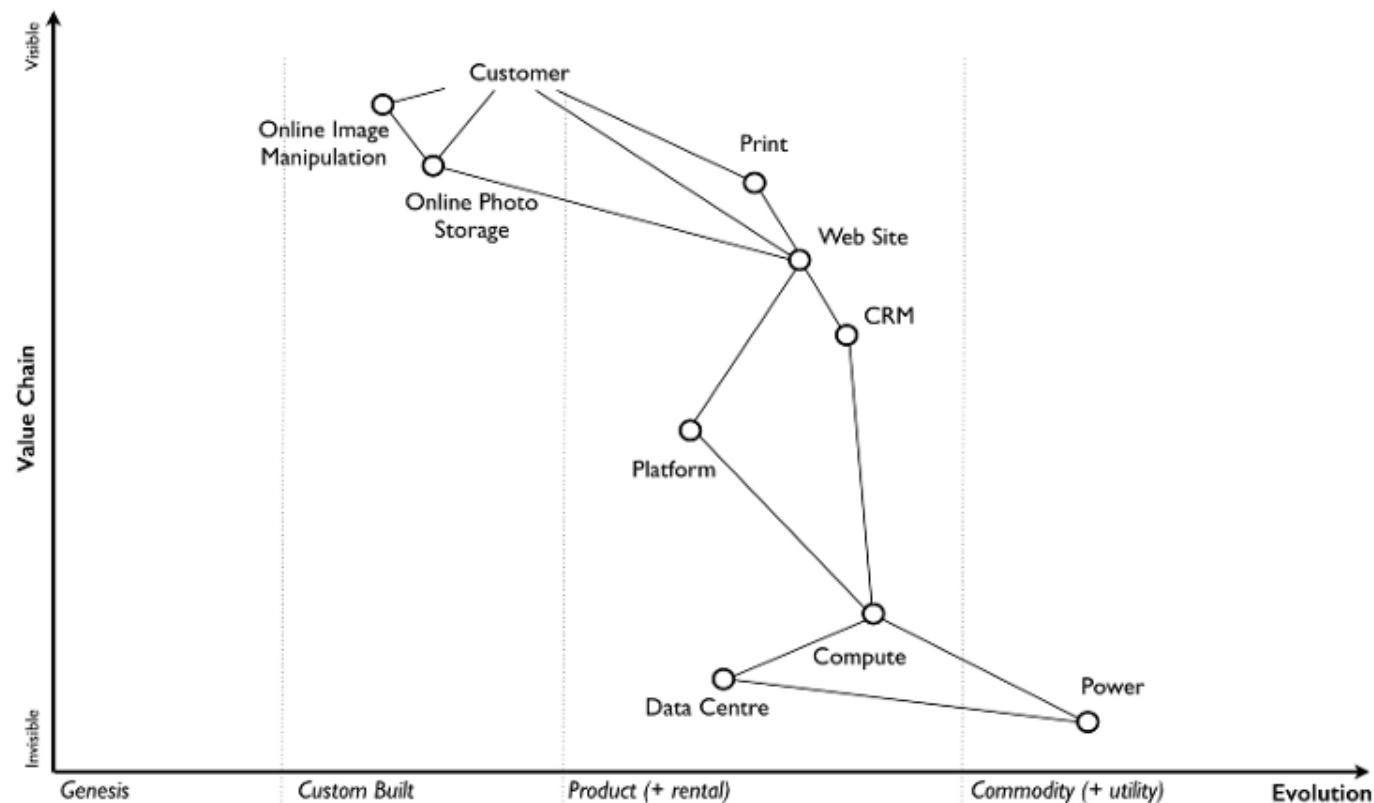 Visible
Customer
Online Image
Manipulation
Print
Online Photo
Storage
Web Site
CRM
Value Chain
Platform
Compute
Data Centre
Power
Invisible
Genesis
Custom Built
Product (+ rental)
Commodity (+ utility)
Evolution